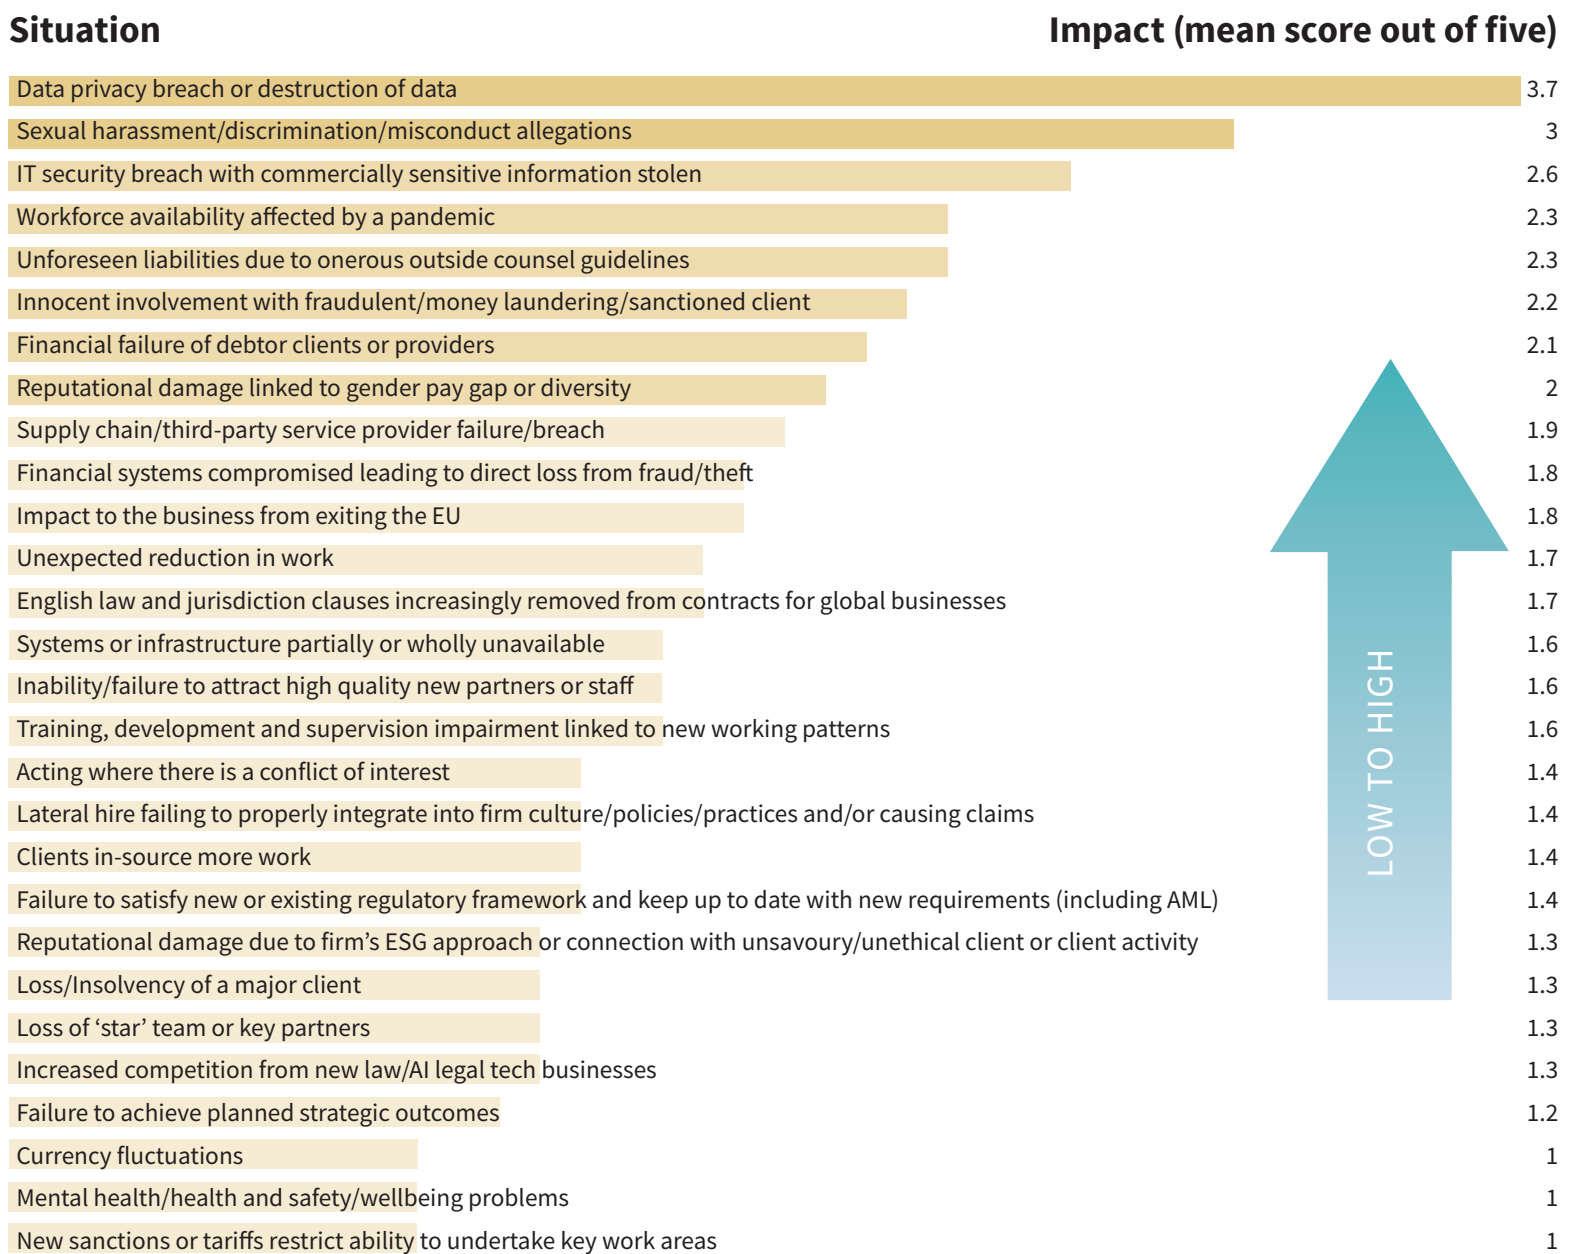 Situation Impact (mean score out of five)
Data privacy breach or destruction of data 3.7
Sexual harassment/discrimination/misconduct allegations 3
IT security breach with commercially sensitive information stolen 2.6
Workforce availability affected by a pandemic 2.3
Unforeseen liabilities due to onerous outside counsel guidelines 2.3
Innocent involvement with fraudulent/money laundering/sanctioned client 2.2
Financial failure of debtor clients or providers 2.1
Reputational damage linked to gender pay gap or diversity 2
Supply chain/third-party service provider failure/breach 1.9
Financial systems compromised leading to direct loss from fraud/theft 1.8
Impact to the business from exiting the EU 1.8
Unexpected reduction in work 1.7
English law and jurisdiction clauses increasingly removed from contracts for global businesses 1.7
Systems or infrastructure partially or wholly unavailable 1.6
Inability/failure to attract high quality new partners or staff 1.6
Training, development and supervision impairment linked to new working patterns 1.6
Acting where there is a conflict of interest 1.4
Lateral hire failing to properly integrate into firm culture/policies/practices and/or causing claims 1.4
Clients in-source more work 1.4
Failure to satisfy new or existing regulatory framework and keep up to date with new requirements (including AML) 1.4
Reputational damage due to firm's ESG approach or connection with unsavoury/unethical client or client activity 1.3
Loss/Insolvency of a major client 1.3
Loss of ‘star’ team or key partners 1.3
Increased competition from new law/AI legal tech businesses 1.3
Failure to achieve planned strategic outcomes 1.2
Currency fluctuations 1
Mental health/health and safety/wellbeing problems 1
New sanctions or tariffs restrict ability to undertake key work areas 1
LOW TO HIGH